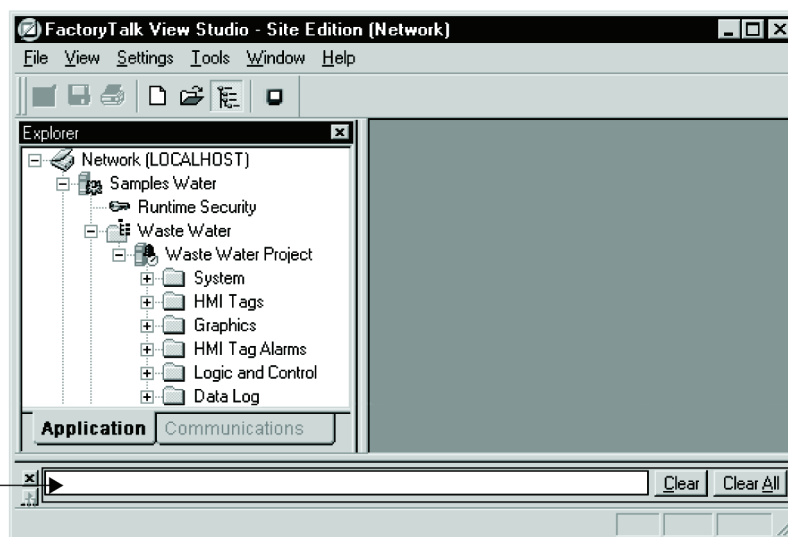 FactoryTalk View Studio - Site Edition (Network)
File View Settings Tools Window Help
Explorer
Network (LOCALHOST)
Samples Water
Runtime Security
Waste Water
Waste Water Project
System
HMI Tags
Graphics
HMI Tag Alarms
Logic and Control
Data Log
Application Communications
Clear Clear All